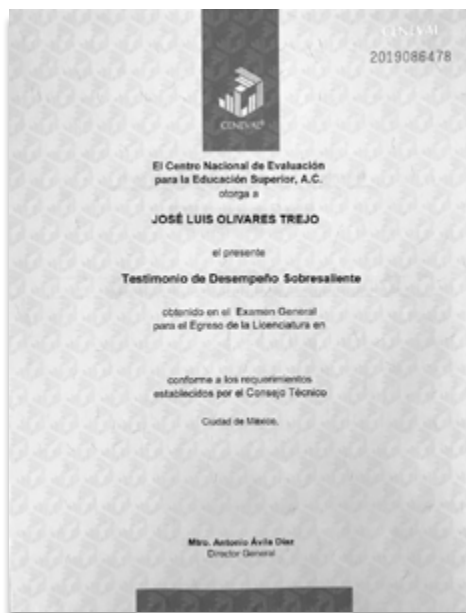 CENEVAL
2019086478
CENEVAL®
El Centro Nacional de Evaluación
para la Educación Superior, A.C.
otorga a
JOSÉ LUIS OLIVARES TREJO
el presente
Testimonio de Desempeño Sobresaliente
obtenido en el Examen General
para el Egreso de la Licenciatura en
conforme a los requerimientos
establecidos por el Consejo Técnico
Ciudad de México,
Mtro. Antonio Ávila Díaz
Director General